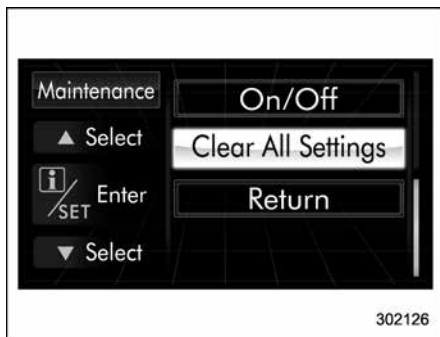 Maintenance
▲ Select
i/SET Enter
▼ Select
On/Off
Clear All Settings
Return
302126